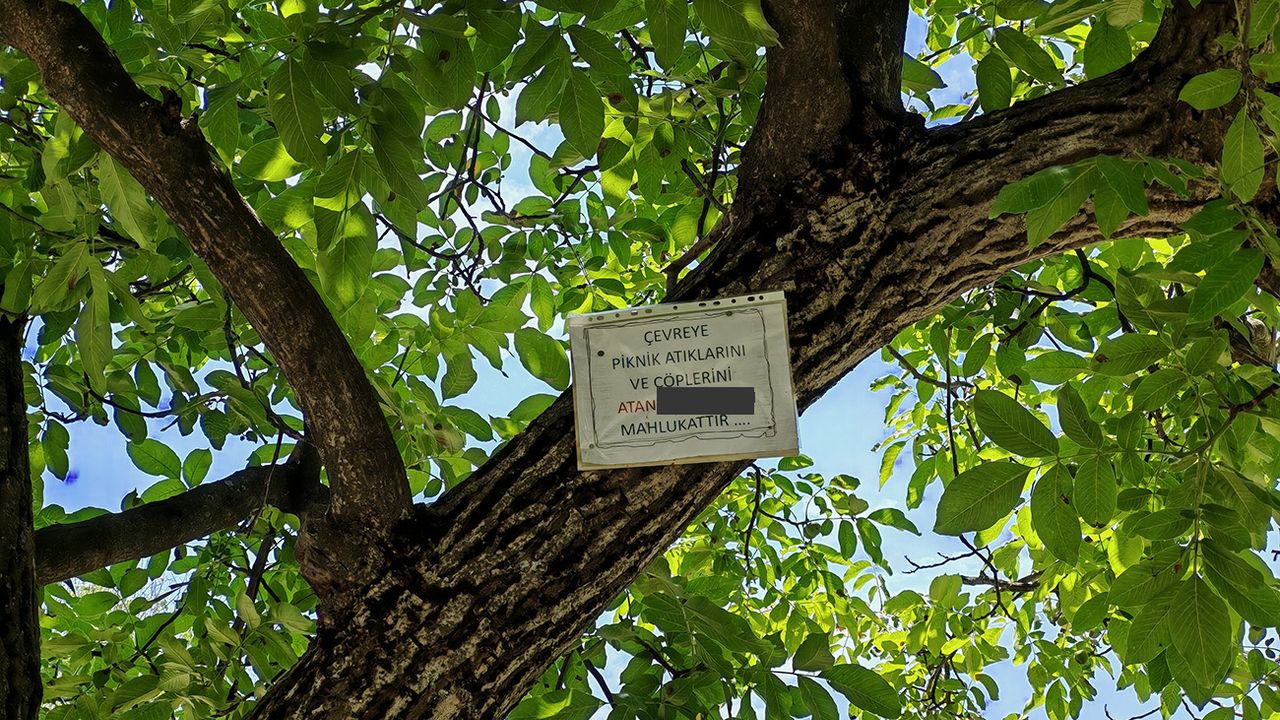 ÇEVREYE
PİKNİK ATIKLARINI
VE ÇÖPLERİNİ
ATAN
MAHLUKATTIR ....